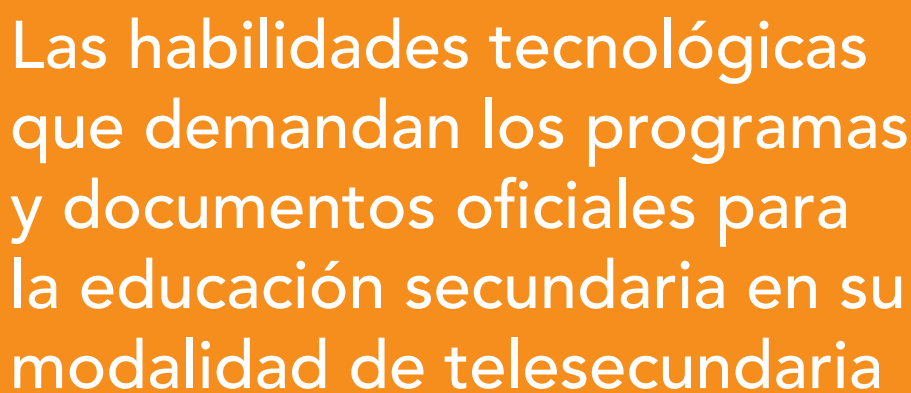 Las habilidades tecnológicas
que demandan los programas
y documentos oficiales para
la educación secundaria en su
modalidad de telesecundaria